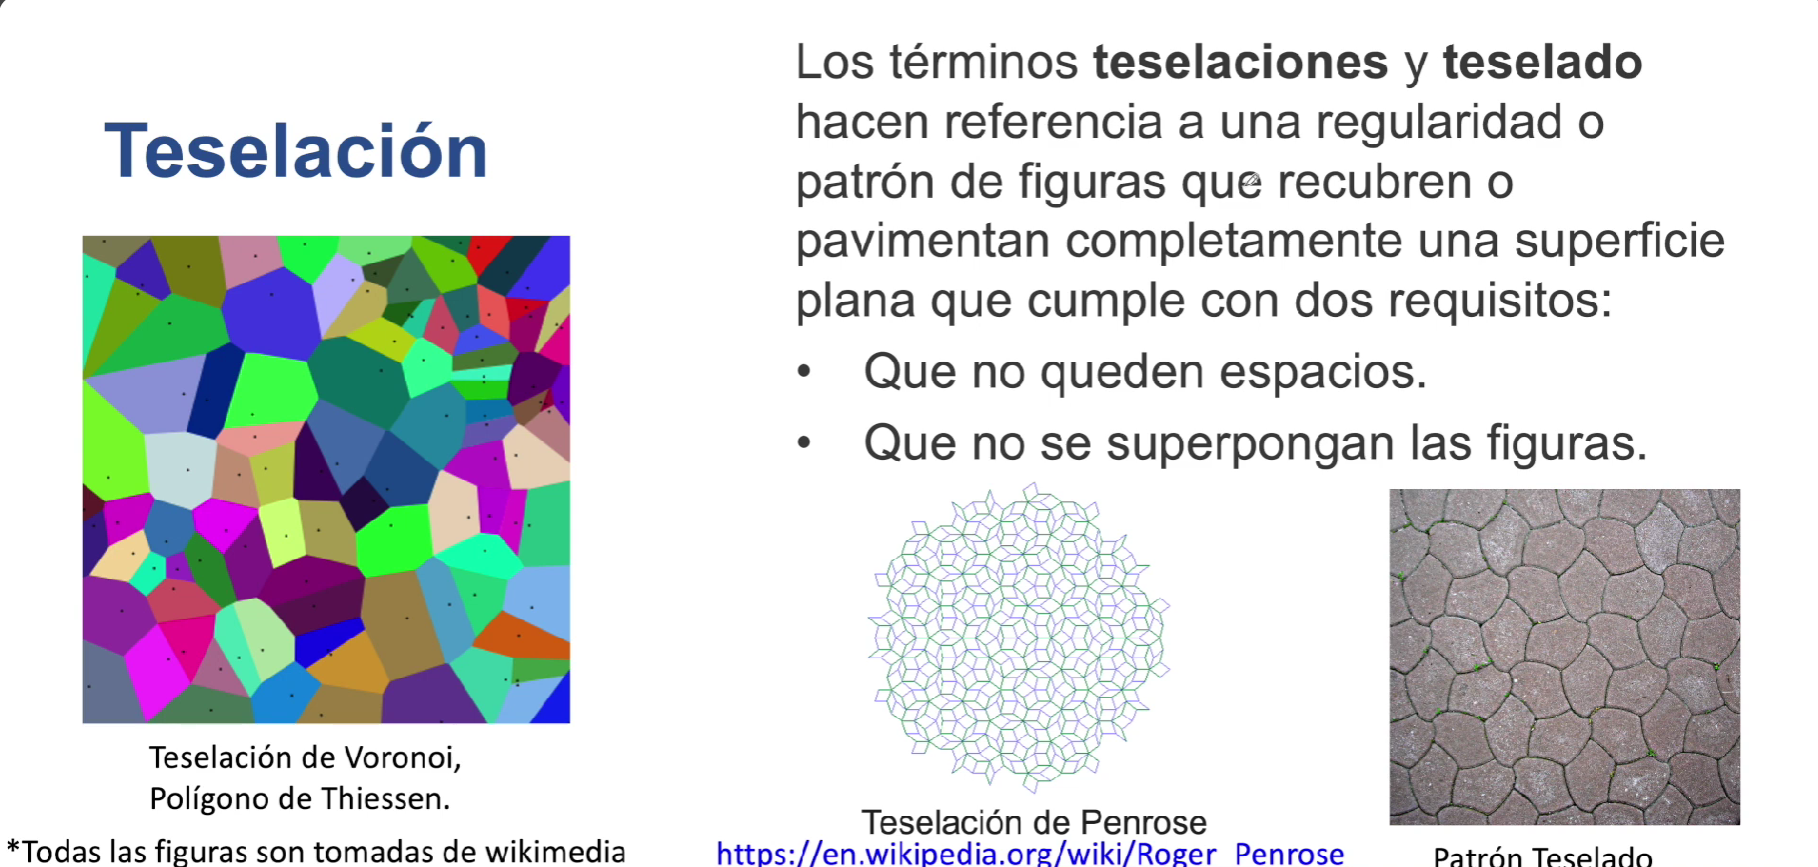 Teselación
Los términos teselaciones y teselado
hacen referencia a una regularidad o
patrón de figuras que recubren o
pavimentan completamente una superficie
plana que cumple con dos requisitos:
• Que no queden espacios.
• Que no se superpongan las figuras.
Teselación de Voronoi,
Polígono de Thiessen.
*Todas las figuras son tomadas de wikimedia
Teselación de Penrose
https://en.wikipedia.org/wiki/Roger_Penrose
Patrón Teselado